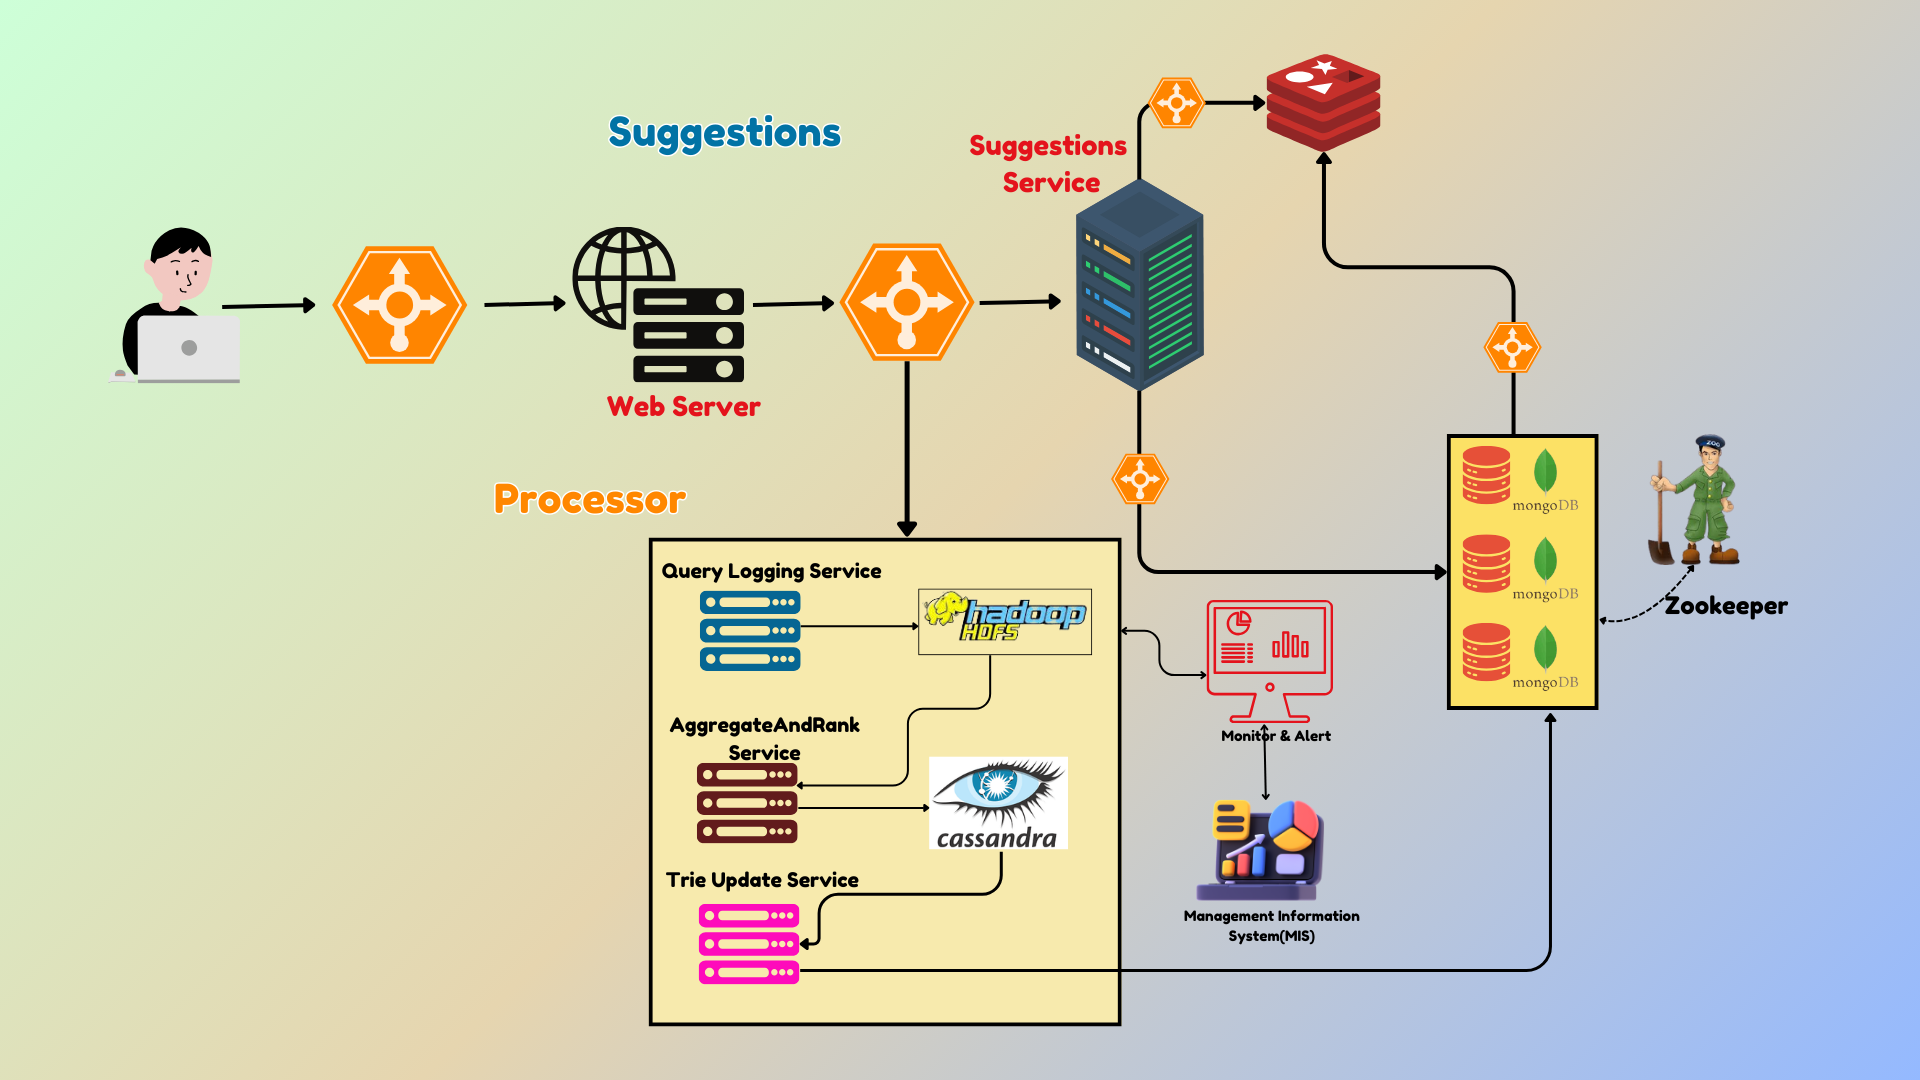 Suggestions
Suggestions
Service
Web Server
Processor
ZOO
mongoDB
mongoDB
mongoDB
Zookeeper
Query Logging Service
hadoop
HDFS
AggregateAndRank
Service
cassandra
Trie Update Service
Monitor & Alert
Management Information
System(MIS)